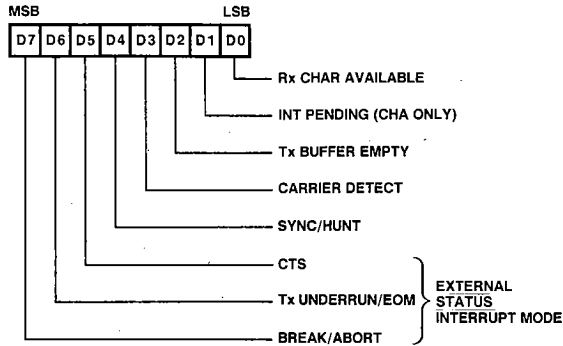 MSB LSB
D7 D6 D5 D4 D3 D2 D1 D0
Rx CHAR AVAILABLE
INT PENDING (CHA ONLY)
Tx BUFFER EMPTY
CARRIER DETECT
SYNC/HUNT
CTS
Tx UNDERRUN/EOM
BREAK/ABORT
EXTERNAL
STATUS
INTERRUPT MODE